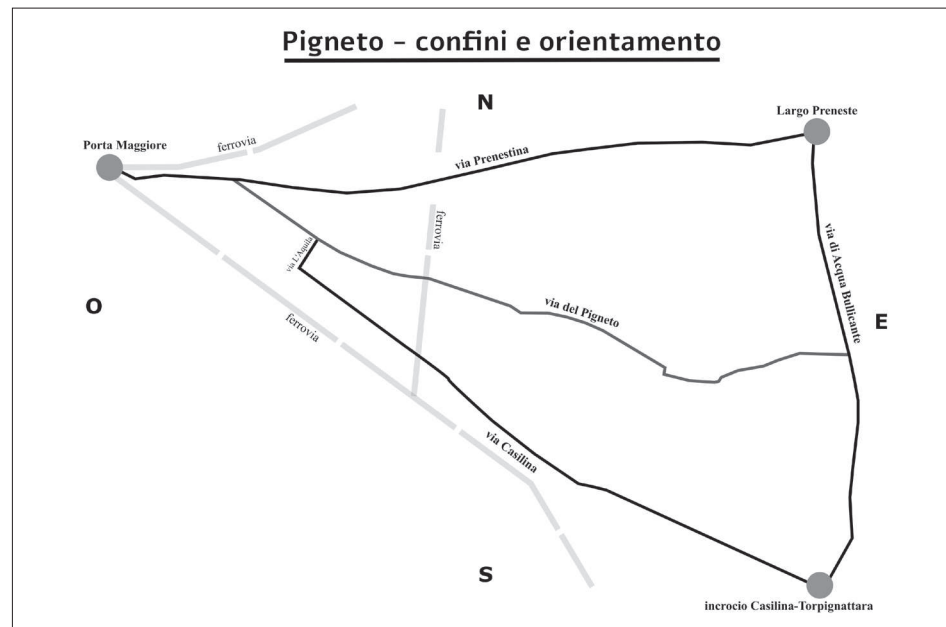 Pigneto – confini e orientamento
N
Largo Preneste
Porta Maggiore
ferrovia
via Prenestina
ferrovia
via L'Aquila
via di Acqua Bullicante
O
ferrovia
via del Pigneto
E
via Casilina
S
incrocio Casilina-Torpignattara